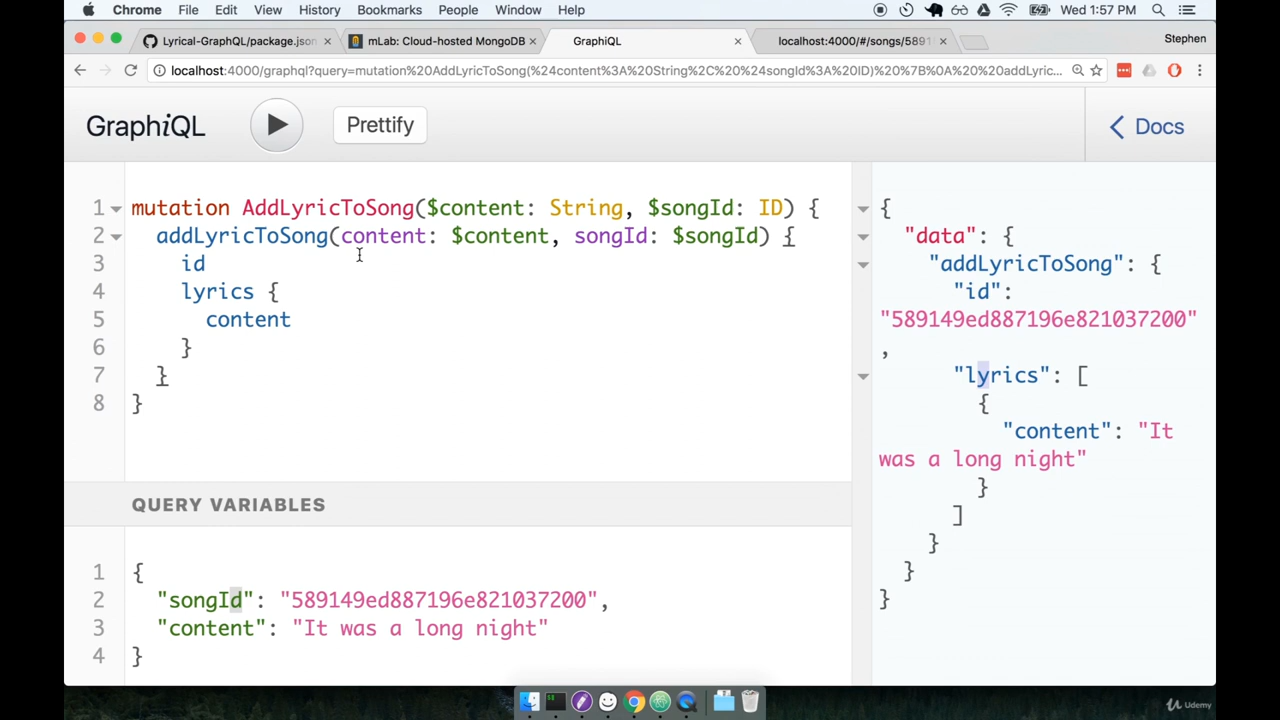 Chrome File Edit View History Bookmarks People Window Help Wed 1:57 PM
Lyrical-GraphQL/package.json mLab: Cloud-hosted MongoDB GraphiQL localhost:4000/#/songs/5891 Stephen
localhost:4000/graphql?query=mutation%20AddLyricToSong(%24content%3A%20String%2C%20%24songId%3A%20ID)%20%7B%0A%20%20addLyric...
GraphiQL Prettify Docs
1 mutation AddLyricToSong($content: String, $songId: ID) {
2 addLyricToSong(content: $content, songId: $songId) {
3 id
4 lyrics {
5 content
6 }
7 }
8 }
QUERY VARIABLES
1 {
2 "songId": "589149ed887196e821037200",
3 "content": "It was a long night"
4 }
{
"data": {
"addLyricToSong": {
"id":
"589149ed887196e821037200"
,
"lyrics": [
{
"content": "It
was a long night"
}
]
}
}
}
Udemy